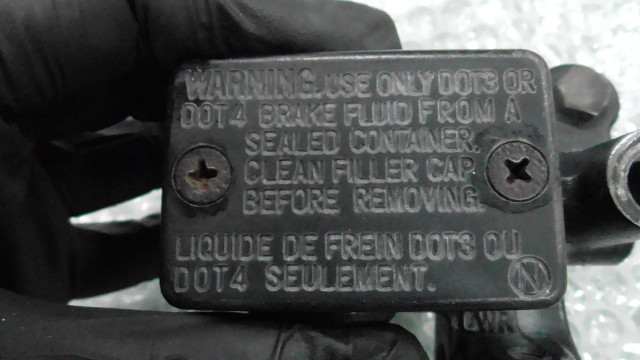 WARNING. USE ONLY DOT3 OR
DOT4 BRAKE FLUID FROM A
SEALED CONTAINER.
CLEAN FILLER CAP
BEFORE REMOVING.
LIQUIDE DE FREIN DOT3 OU
DOT4 SEULEMENT.
N